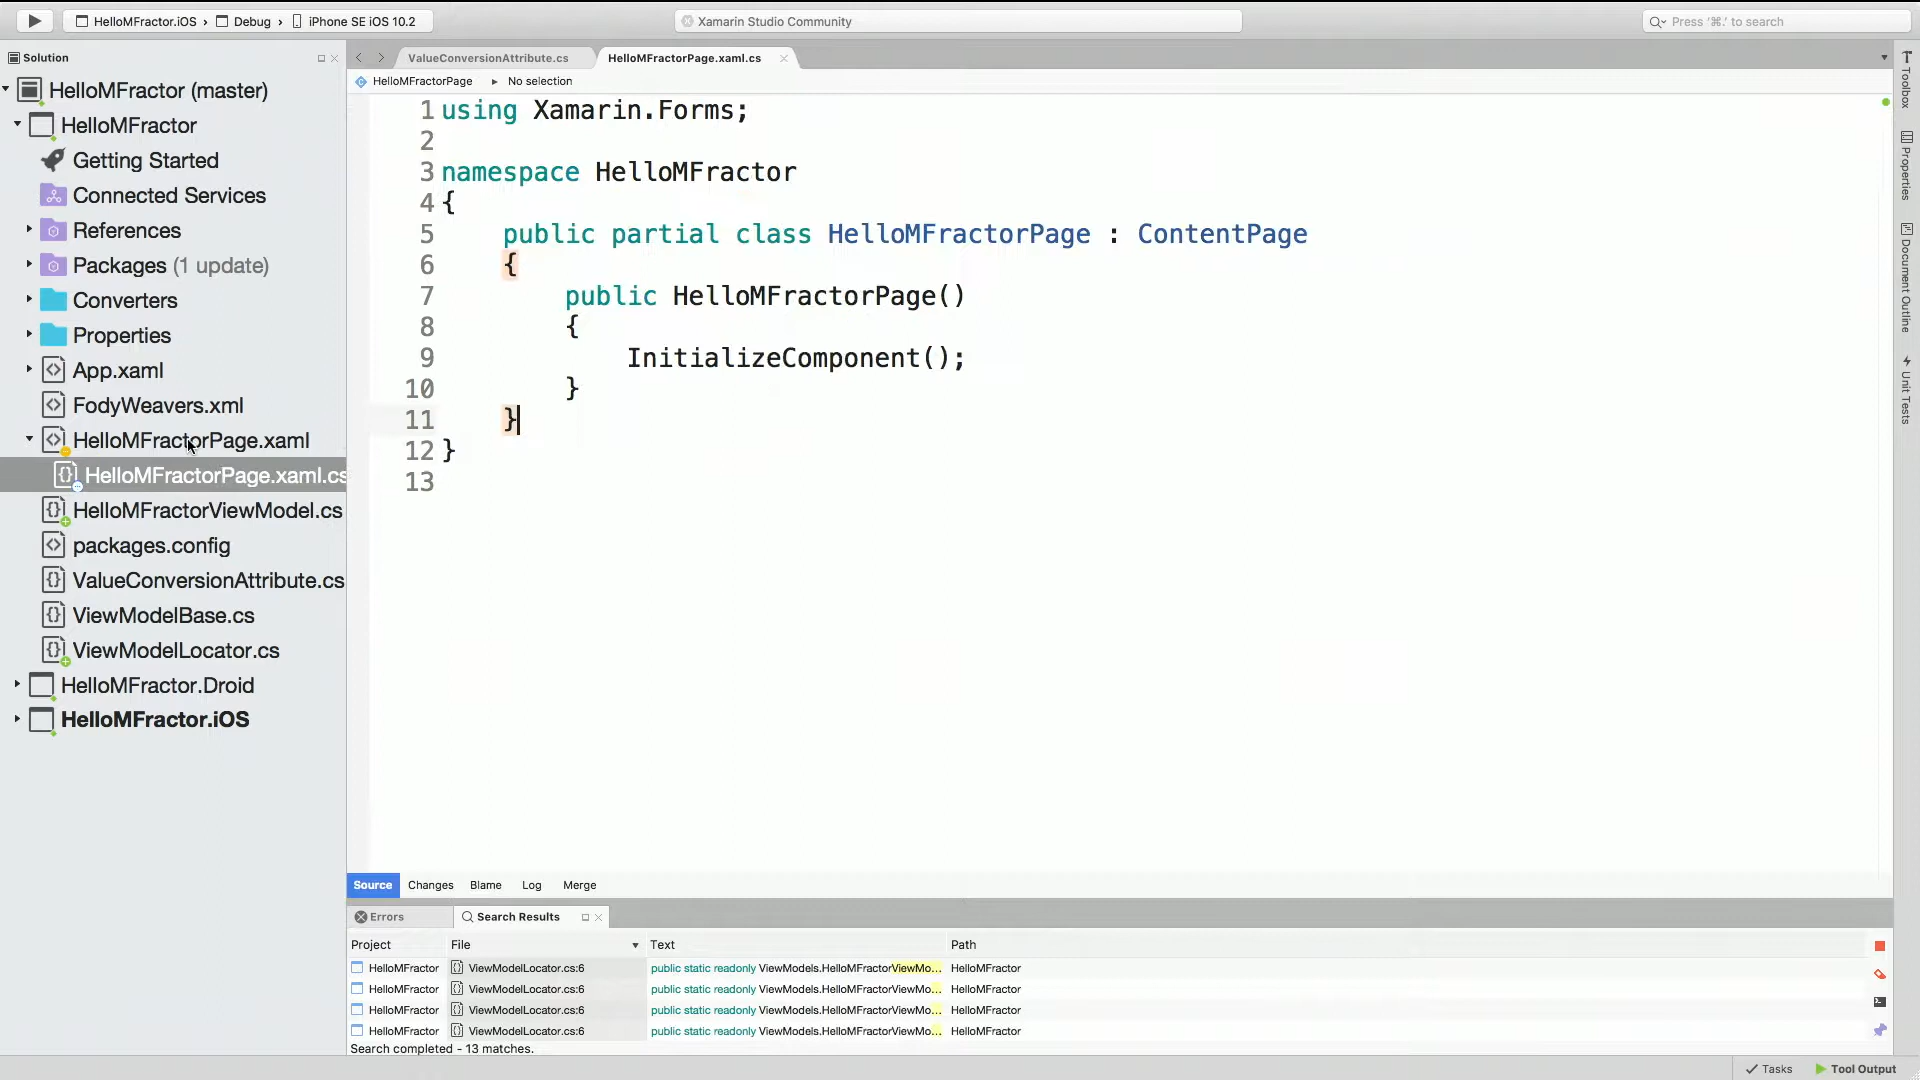 HelloMFractor.iOS › Debug › iPhone SE iOS 10.2
Xamarin Studio Community
Press '⌘.' to search
Solution
HelloMFractor (master)
HelloMFractor
Getting Started
Connected Services
References
Packages (1 update)
Converters
Properties
App.xaml
FodyWeavers.xml
HelloMFractorPage.xaml
HelloMFractorPage.xaml.cs
HelloMFractorViewModel.cs
packages.config
ValueConversionAttribute.cs
ViewModelBase.cs
ViewModelLocator.cs
HelloMFractor.Droid
HelloMFractor.iOS
ValueConversionAttribute.cs
HelloMFractorPage.xaml.cs
HelloMFractorPage ▸ No selection
1 using Xamarin.Forms;
2
3 namespace HelloMFractor
4 {
5 public partial class HelloMFractorPage : ContentPage
6 {
7 public HelloMFractorPage()
8 {
9 InitializeComponent();
10 }
11 }
12 }
13
Source Changes Blame Log Merge
Errors Search Results
Project File Text Path
HelloMFractor ViewModelLocator.cs:6 public static readonly ViewModels.HelloMFractorViewMo... HelloMFractor
HelloMFractor ViewModelLocator.cs:6 public static readonly ViewModels.HelloMFractorViewMo... HelloMFractor
HelloMFractor ViewModelLocator.cs:6 public static readonly ViewModels.HelloMFractorViewMo... HelloMFractor
HelloMFractor ViewModelLocator.cs:6 public static readonly ViewModels.HelloMFractorViewMo... HelloMFractor
Search completed - 13 matches.
Toolbox
Properties
Document Outline
Unit Tests
Tasks Tool Output